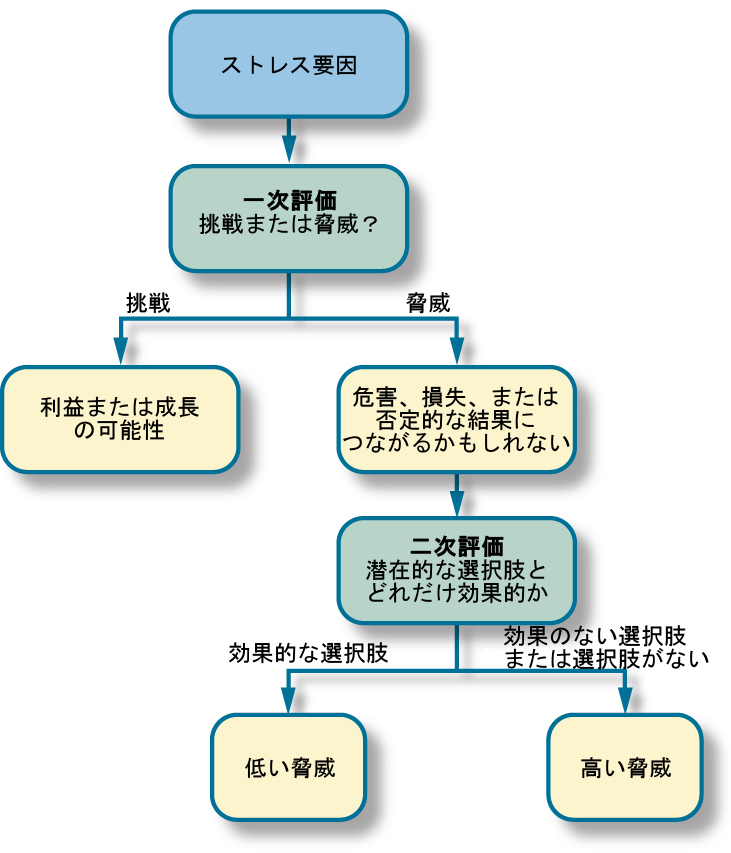 ストレス要因
一次評価
挑戦または脅威？
挑戦
脅威
利益または成長
の可能性
危害、損失、または
否定的な結果に
つながるかもしれない
二次評価
潜在的な選択肢と
どれだけ効果的か
効果的な選択肢
効果のない選択肢
または選択肢がない
低い脅威
高い脅威